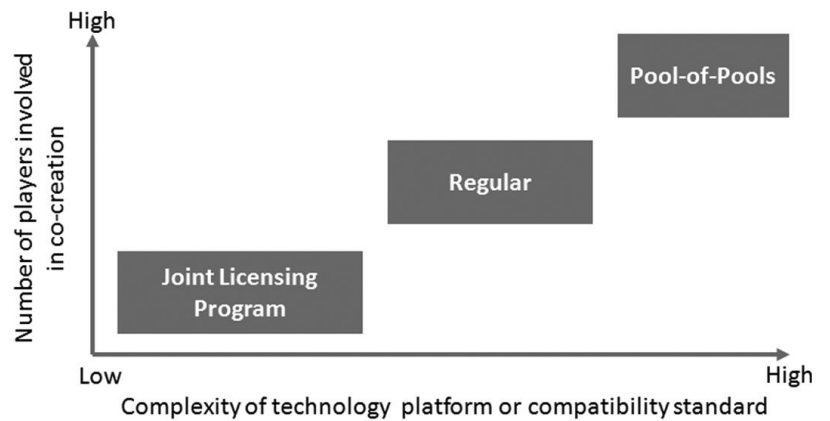 High
Number of players involved
in co-creation
Pool-of-Pools
Regular
Joint Licensing
Program
Low
High
Complexity of technology platform or compatibility standard